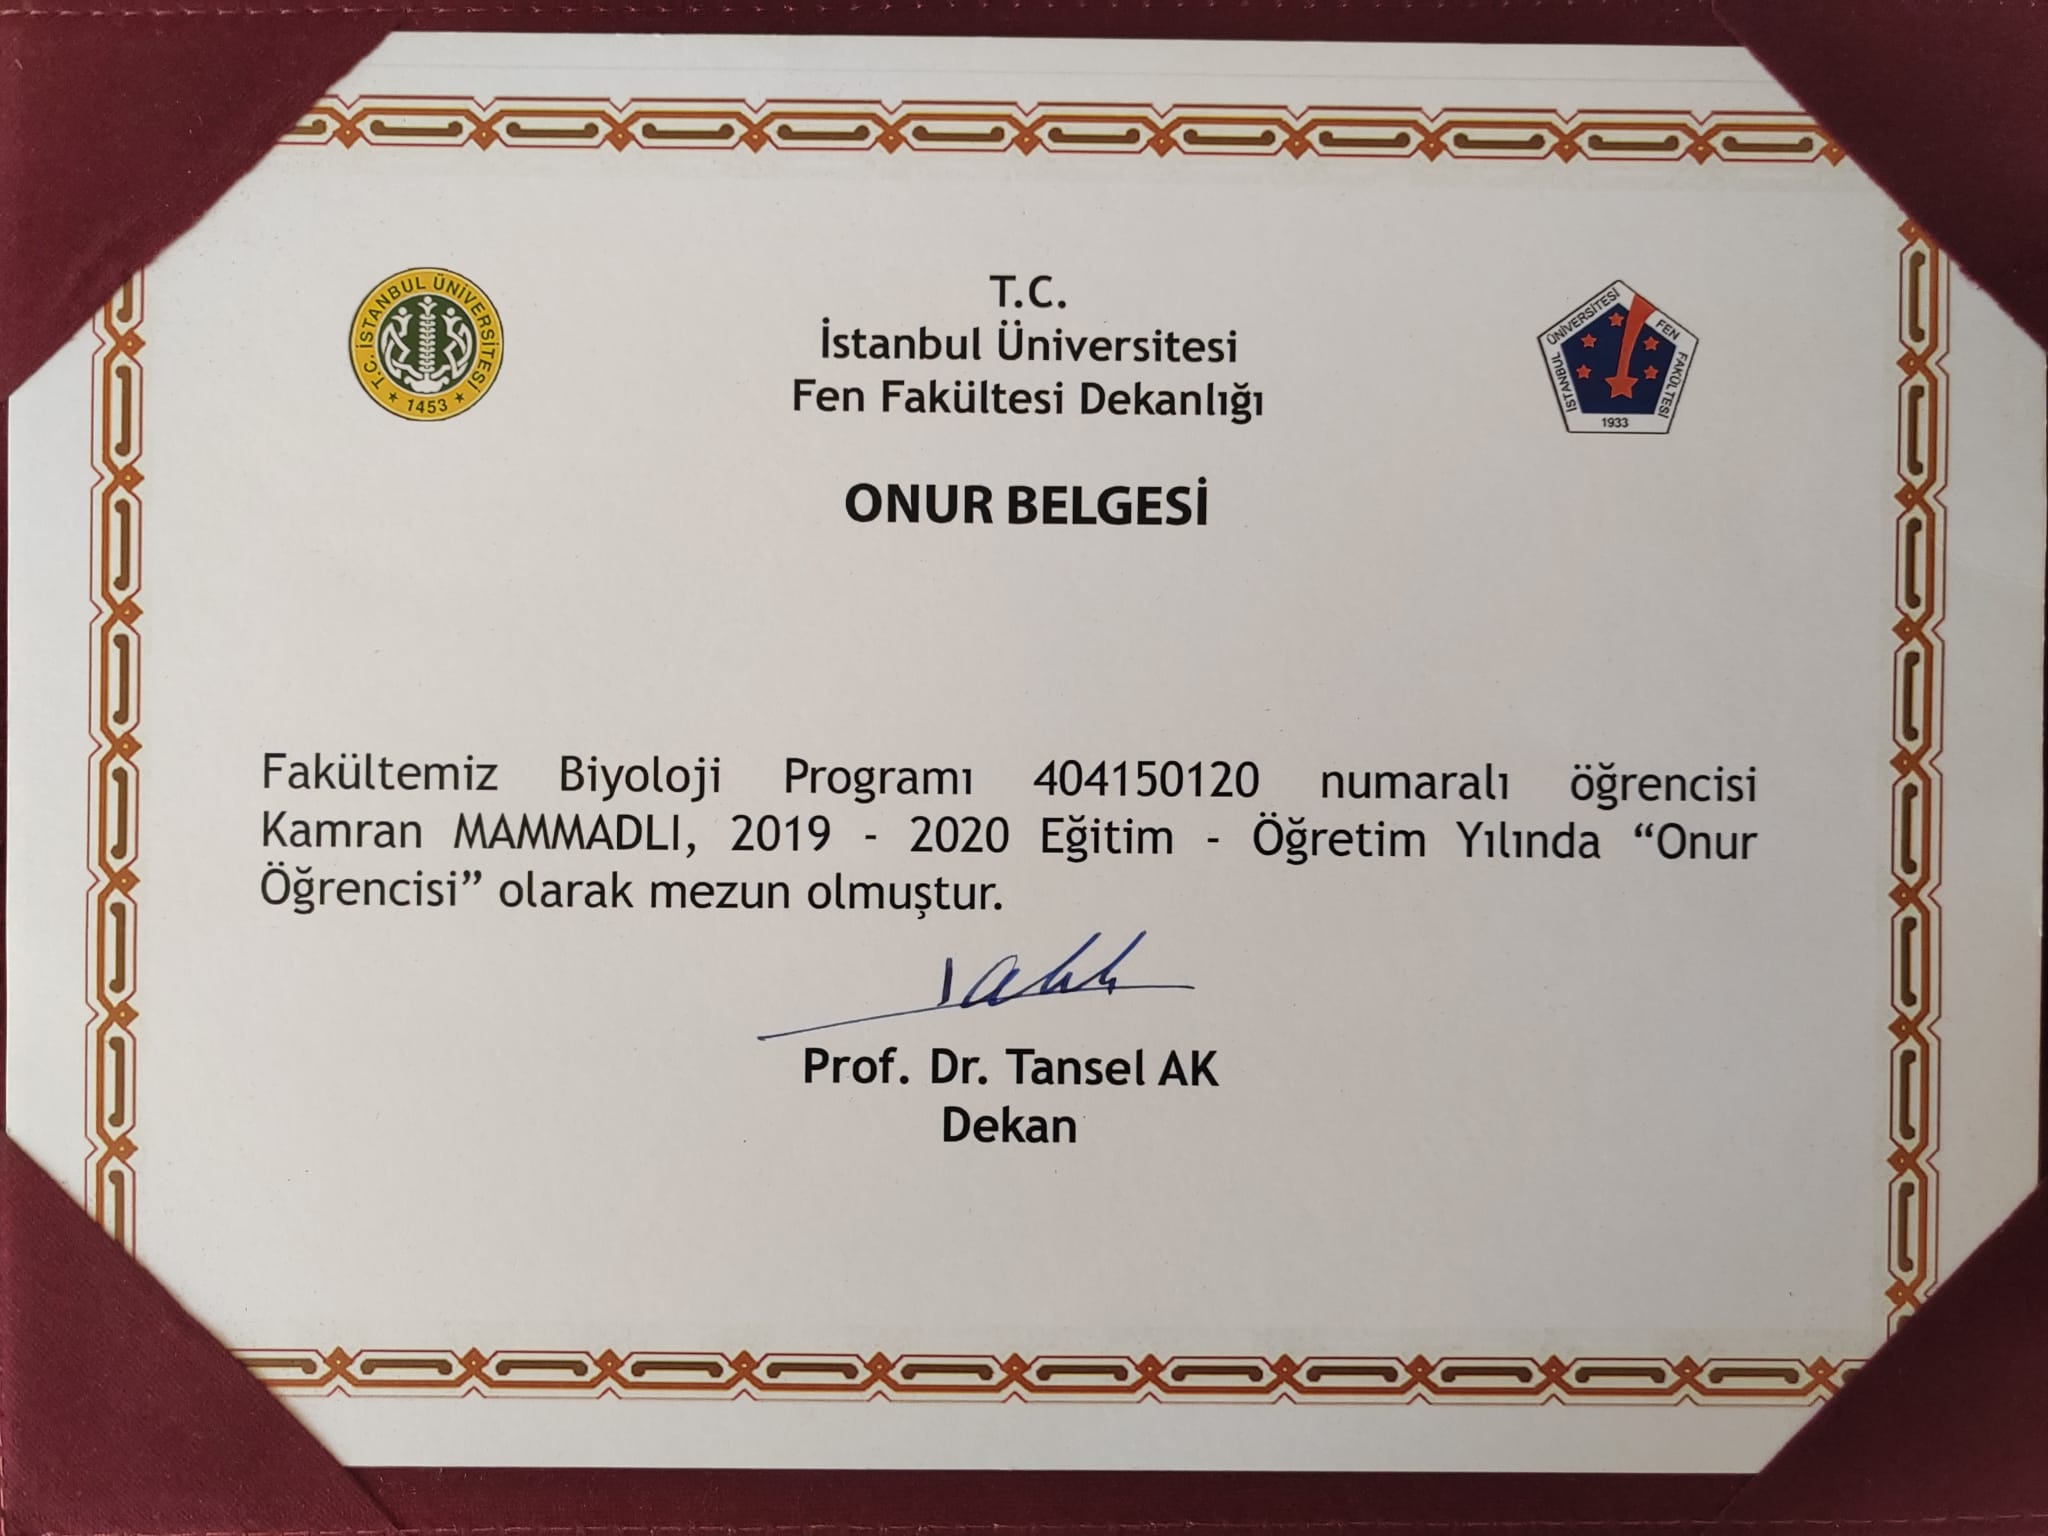 T.C. İSTANBUL ÜNİVERSİTESİ
1453
T.C.
İstanbul Üniversitesi
Fen Fakültesi Dekanlığı
İSTANBUL ÜNİVERSİTESİ FEN FAKÜLTESİ
1933
ONUR BELGESİ
Fakültemiz Biyoloji Programı 404150120 numaralı öğrencisi
Kamran MAMMADLI, 2019 - 2020 Eğitim - Öğretim Yılında “Onur
Öğrencisi” olarak mezun olmuştur.
Prof. Dr. Tansel AK
Dekan